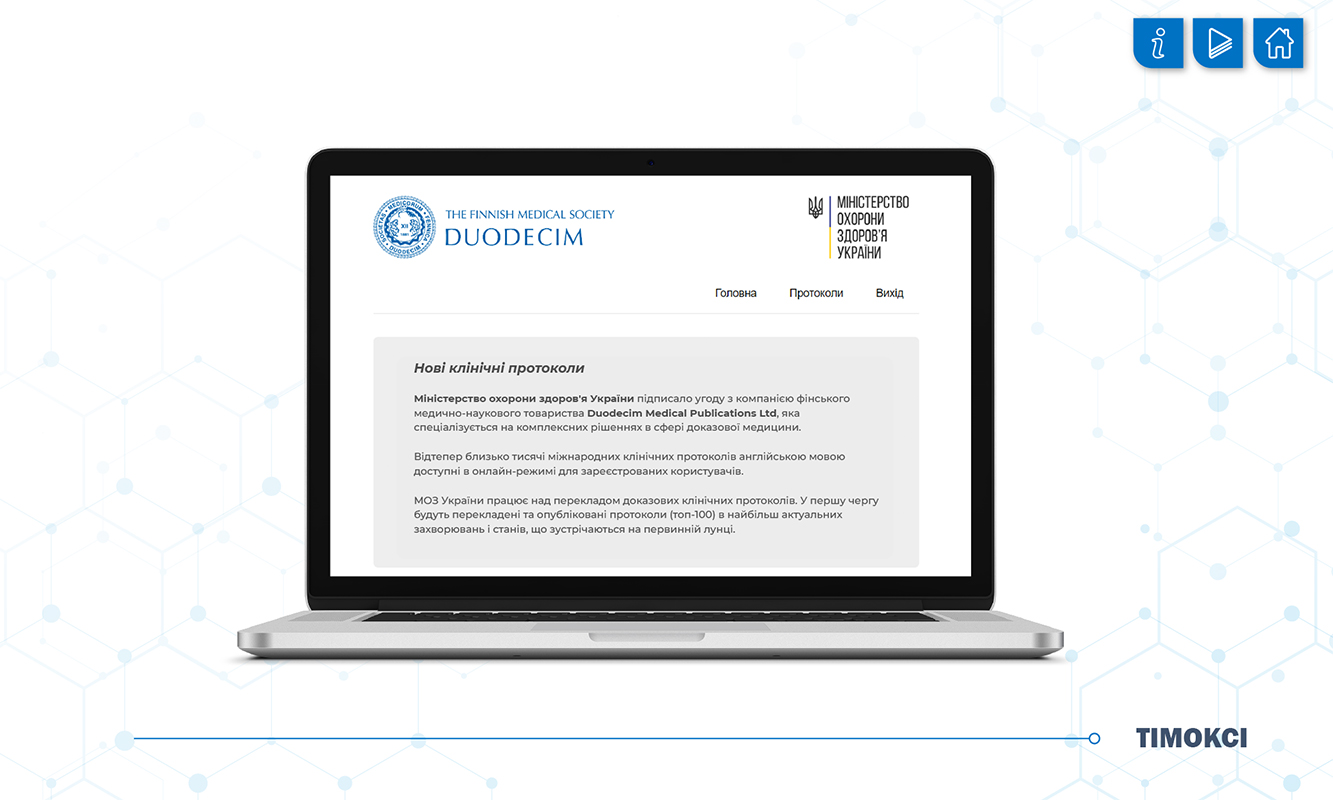 THE FINNISH MEDICAL SOCIETY
DUODECIM
МІНІСТЕРСТВО
ОХОРОНИ
ЗДОРОВ'Я
УКРАЇНИ
Головна Протоколи Вихід
Нові клінічні протоколи
Міністерство охорони здоров'я України підписало угоду з компанією фінського
медично-наукового товариства Duodecim Medical Publications Ltd, яка
спеціалізується на комплексних рішеннях в сфері доказової медицини.
Відтепер близько тисячі міжнародних клінічних протоколів англійською мовою
доступні в онлайн-режимі для зареєстрованих користувачів.
МОЗ України працює над перекладом доказових клінічних протоколів. У першу чергу
будуть перекладені та опубліковані протоколи (топ-100) в найбільш актуальних
захворювань і станів, що зустрічаються на первинній лунці.
ТІМОКСІ